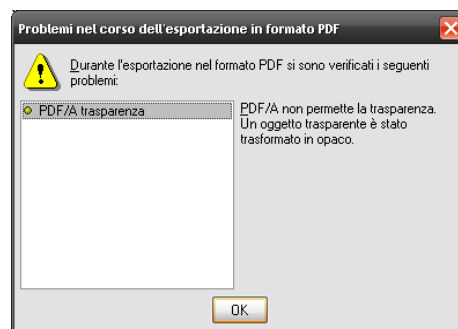 Problemi nel corso dell'esportazione in formato PDF
Durante l'esportazione nel formato PDF si sono verificati i seguenti
problemi:
PDF/A trasparenza
PDF/A non permette la trasparenza.
Un oggetto trasparente è stato
trasformato in opaco.
OK